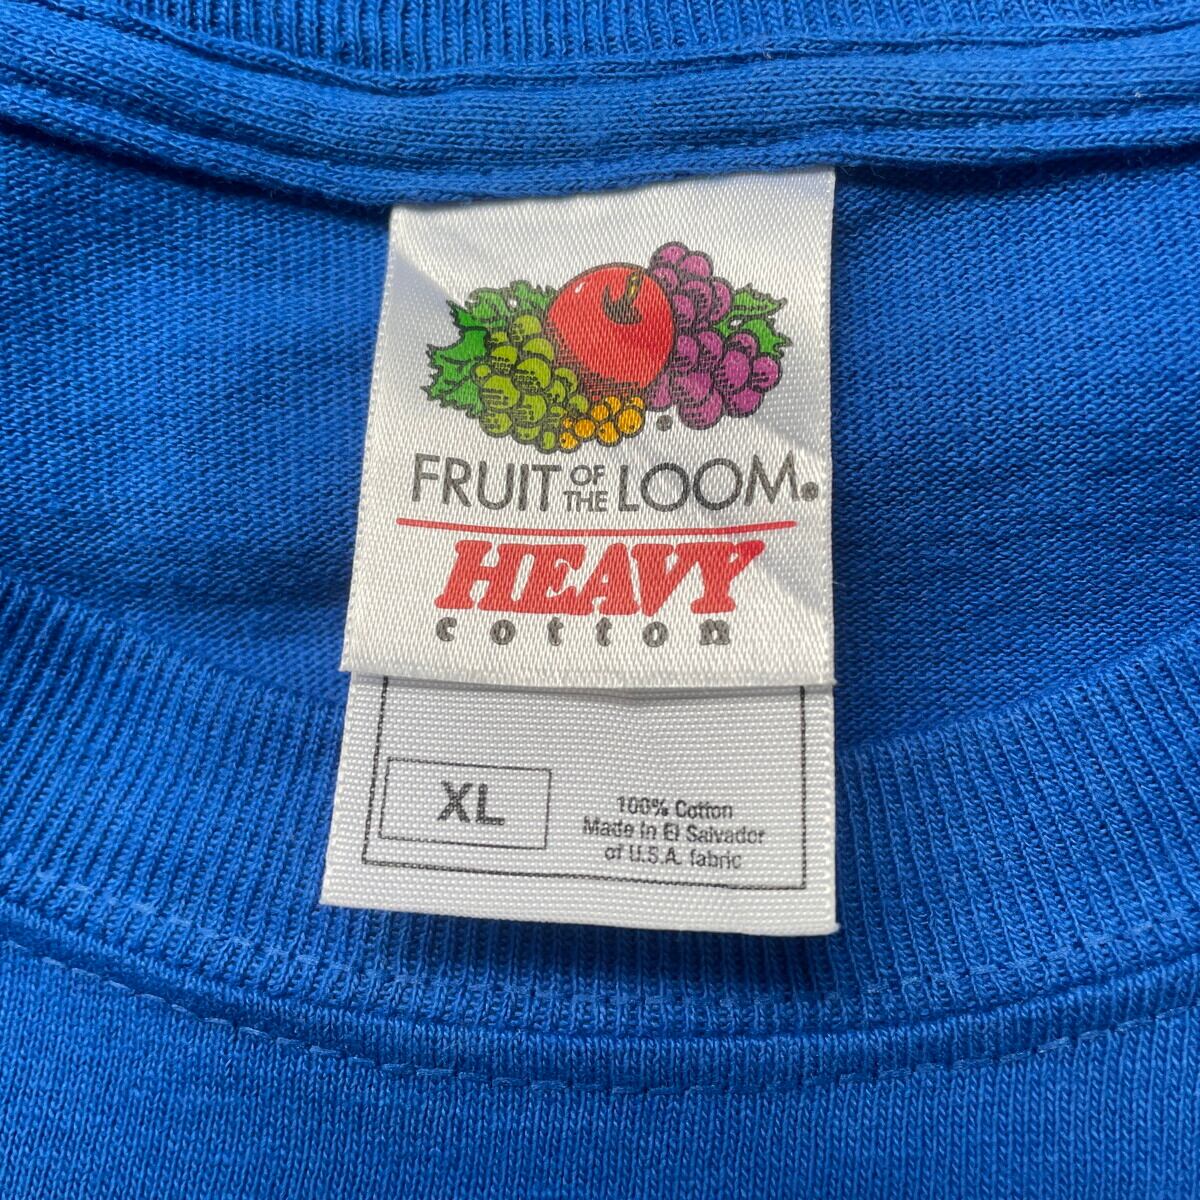 FRUIT OF THE LOOM.
HEAVY
cotton
XL
100% Cotton
Made in El Salvador
of U.S.A. fabric